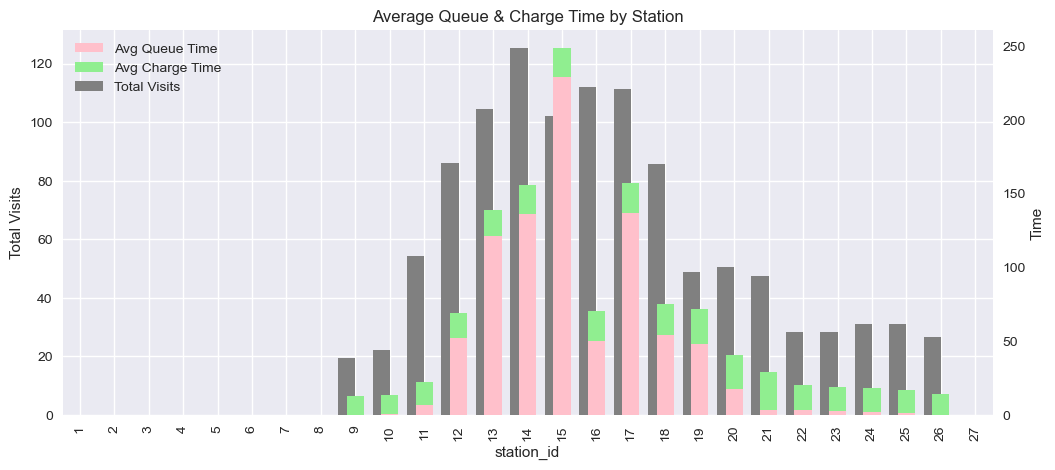 Average Queue & Charge Time by Station
Avg Queue Time
Avg Charge Time
Total Visits
Total Visits
120
100
80
60
40
20
0
250
200
150
100
50
0
Time
1 2 3 4 5 6 7 8 9 10 11 12 13 14 15 16 17 18 19 20 21 22 23 24 25 26 27
station_id